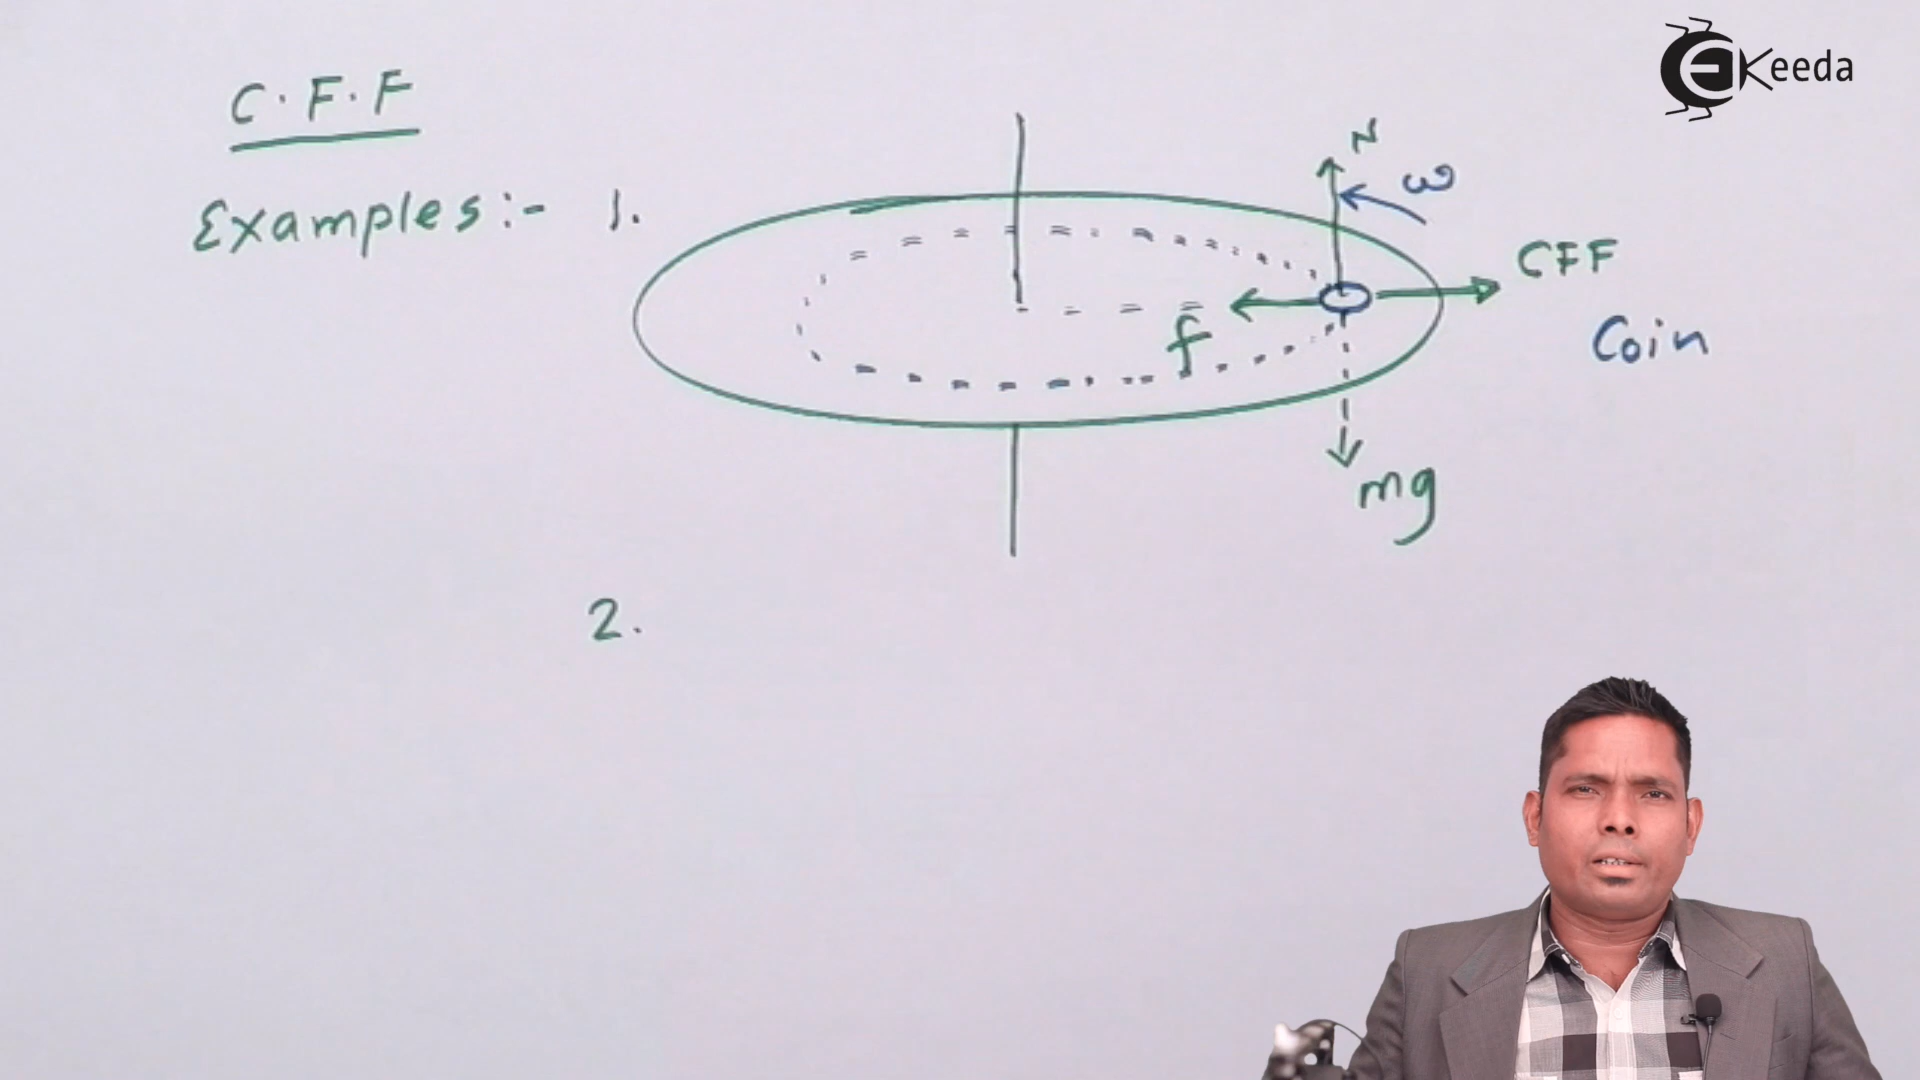 C.F.F
Examples:- 1.
N
ω
CFF
f
Coin
mg
2.
EKeeda